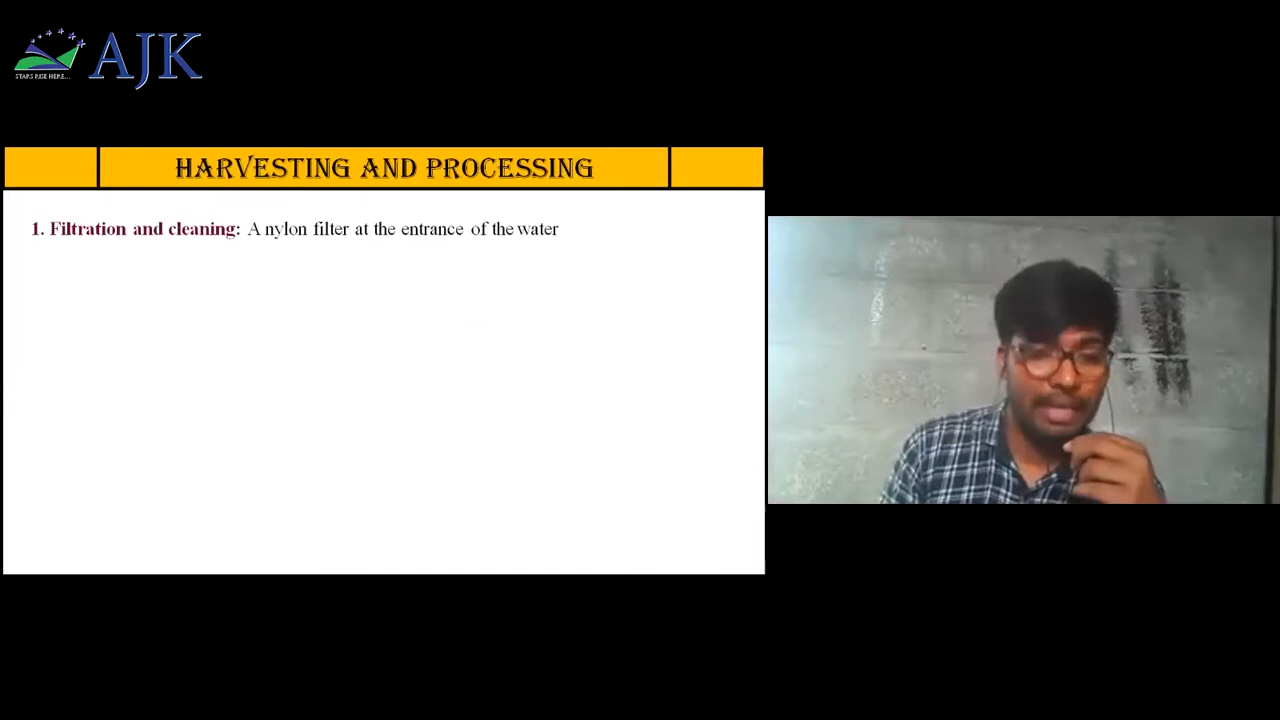 AJK
STARS RISE HERE...
HARVESTING AND PROCESSING
1. Filtration and cleaning: A nylon filter at the entrance of the water